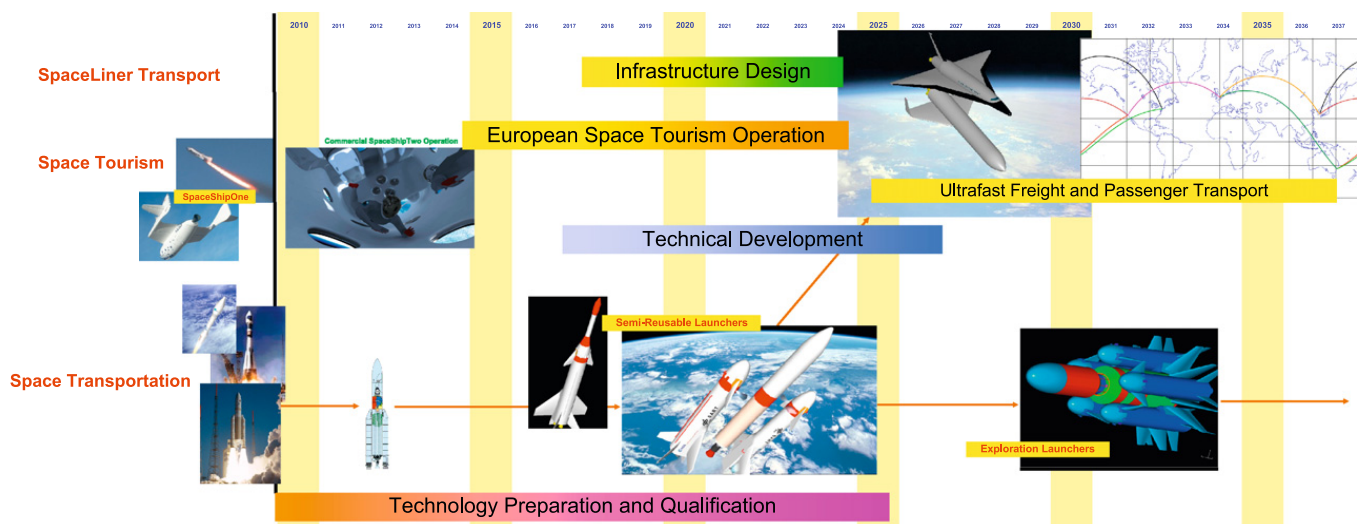 2010 2011 2012 2013 2014 2015 2016 2017 2018 2019 2020 2021 2022 2023 2024 2025 2026 2027 2028 2029 2030 2031 2032 2033 2034 2035 2036 2037
SpaceLiner Transport
Infrastructure Design
European Space Tourism Operation
Commercial SpaceShipTwo Operation
Space Tourism
SpaceShipOne
Ultrafast Freight and Passenger Transport
Technical Development
Semi-Reusable Launchers
Space Transportation
Exploration Launchers
Technology Preparation and Qualification